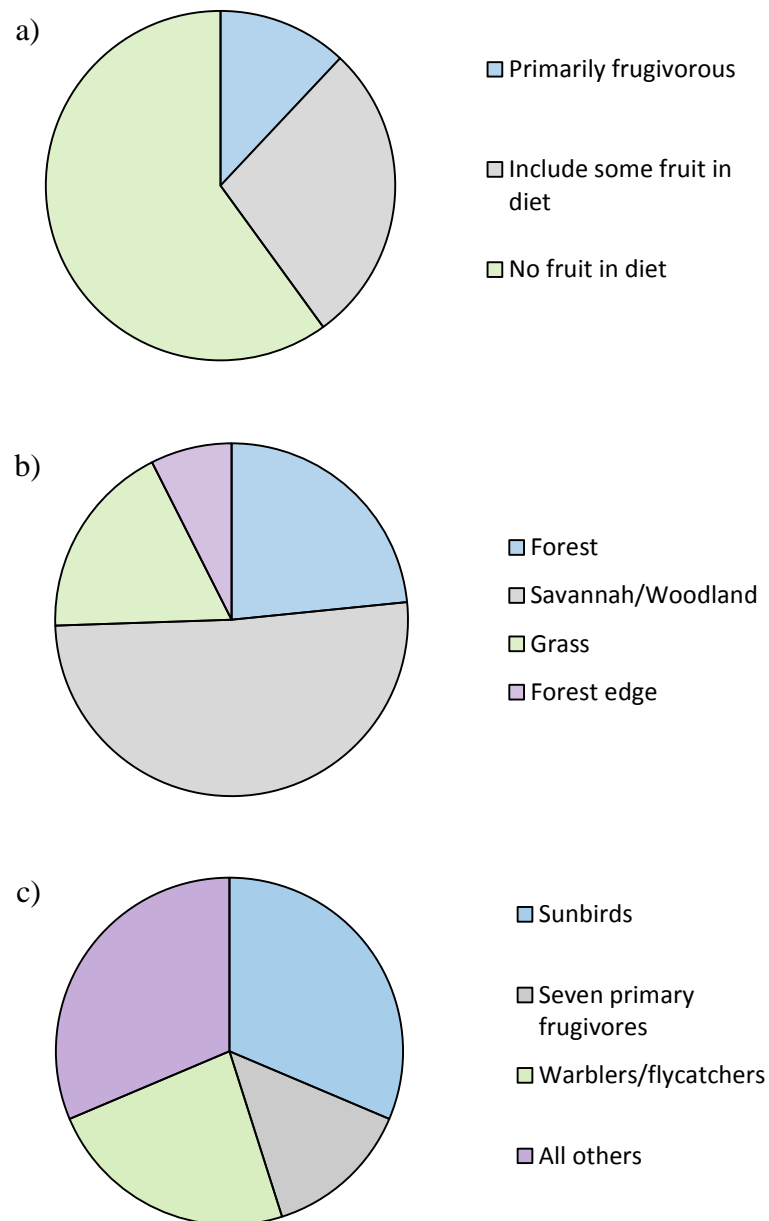 a)
Primarily frugivorous
Include some fruit in
diet
No fruit in diet
b)
Forest
Savannah/Woodland
Grass
Forest edge
c)
Sunbirds
Seven primary
frugivores
Warblers/flycatchers
All others